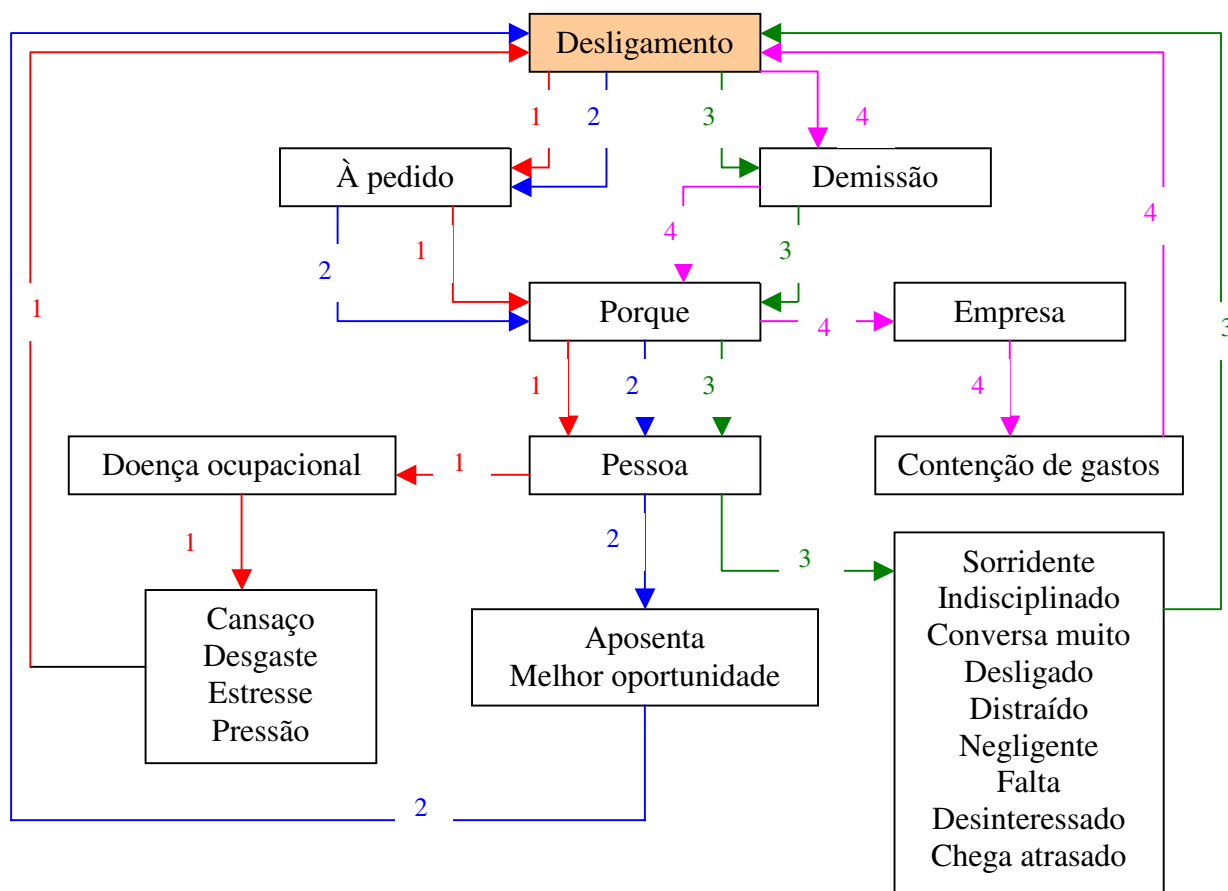 Desligamento
1
2
3
4
À pedido
Demissão
2
1
4
3
4
1
Porque
4
Empresa
3
1
2
3
4
Doença ocupacional
1
Pessoa
Contenção de gastos
1
2
3
Cansaço
Desgaste
Estresse
Pressão
Aposenta
Melhor oportunidade
Sorridente
Indisciplinado
Conversa muito
Desligado
Distraído
Negligente
Falta
Desinteressado
Chega atrasado
2